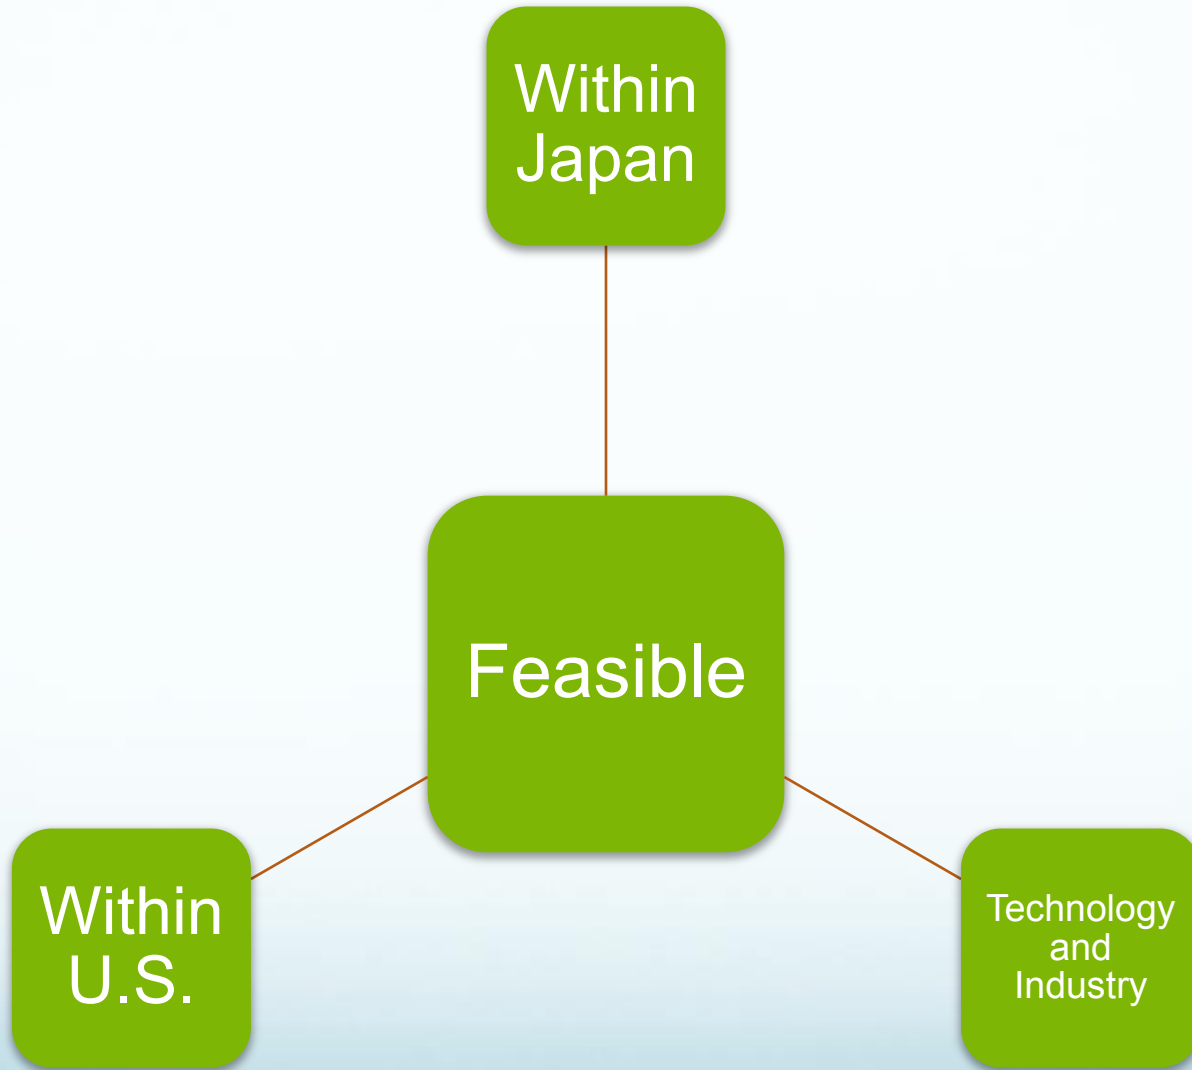 Within
Japan
Feasible
Within
U.S.
Technology
and
Industry